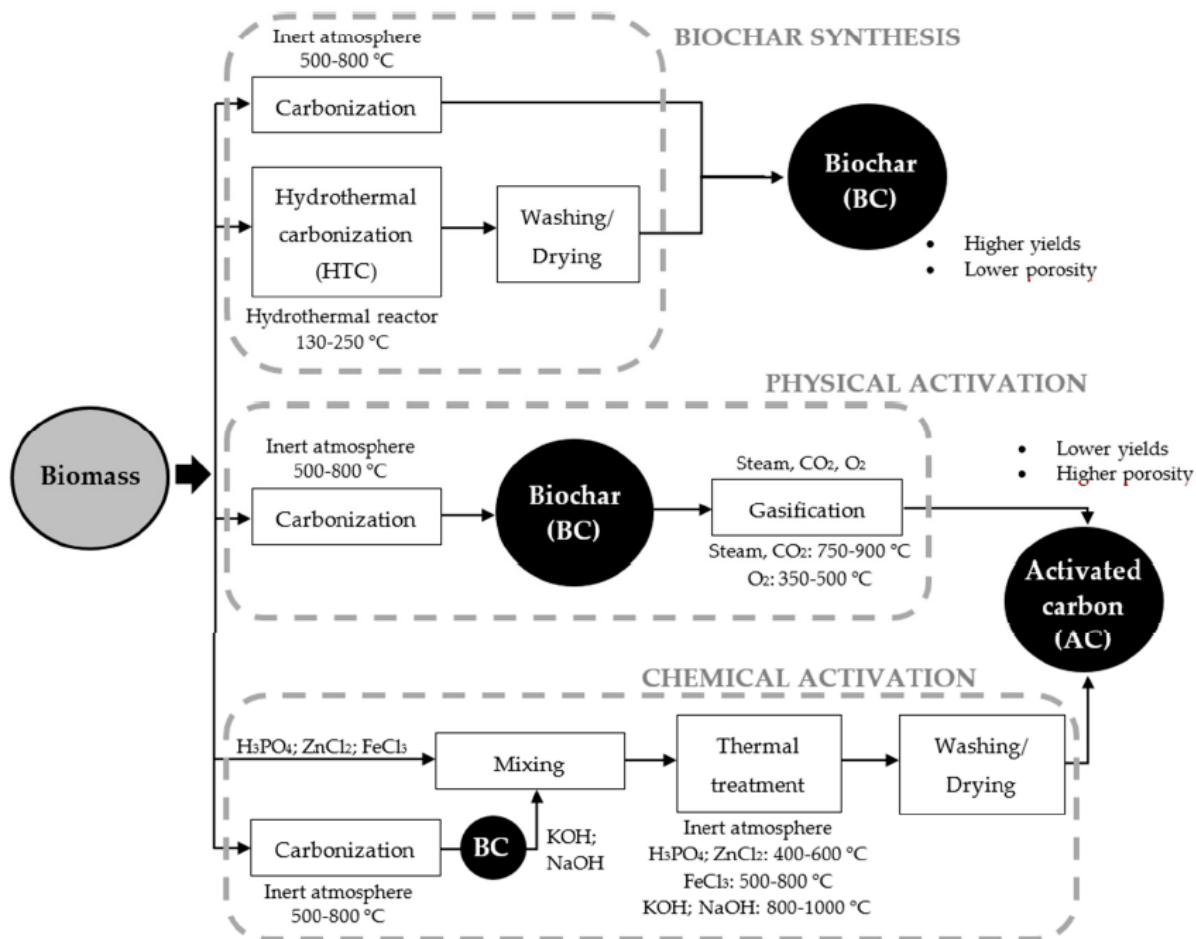 BIOCHAR SYNTHESIS
Inert atmosphere
500-800 °C
Carbonization
Hydrothermal
carbonization
(HTC)
Washing/
Drying
Hydrothermal reactor
130-250 °C
Biochar
(BC)
• Higher yields
• Lower porosity
Biomass
PHYSICAL ACTIVATION
Inert atmosphere
500-800 °C
Carbonization
Biochar
(BC)
Steam, CO₂, O₂
Gasification
Steam, CO₂: 750-900 °C
O₂: 350-500 °C
• Lower yields
• Higher porosity
Activated
carbon
(AC)
CHEMICAL ACTIVATION
H₃PO₄; ZnCl₂; FeCl₃
Mixing
Thermal
treatment
Washing/
Drying
Carbonization
BC
KOH;
NaOH
Inert atmosphere
500-800 °C
Inert atmosphere
H₃PO₄; ZnCl₂: 400-600 °C
FeCl₃: 500-800 °C
KOH; NaOH: 800-1000 °C